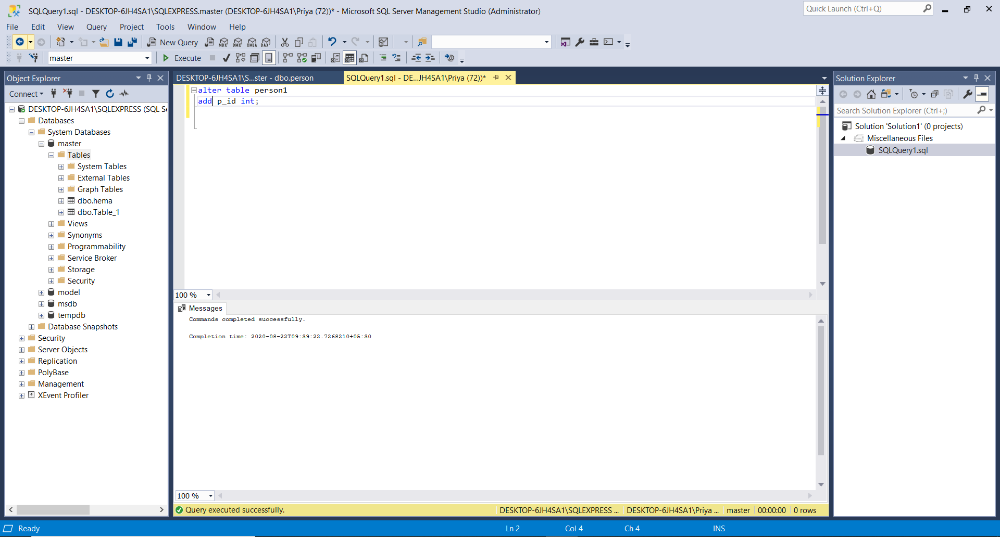 SQLQuery1.sql - DESKTOP-6JH4SA1\SQLEXPRESS.master (DESKTOP-6JH4SA1\Priya (72))* - Microsoft SQL Server Management Studio (Administrator)
Quick Launch (Ctrl+Q)
File Edit View Query Project Tools Window Help
New Query MDX DMX XMLA DAX
master Execute
Object Explorer
Connect
DESKTOP-6JH4SA1\SQLEXPRESS (SQL Se
Databases
System Databases
master
Tables
System Tables
External Tables
Graph Tables
dbo.hema
dbo.Table_1
Views
Synonyms
Programmability
Service Broker
Storage
Security
model
msdb
tempdb
Database Snapshots
Security
Server Objects
Replication
PolyBase
Management
XEvent Profiler
DESKTOP-6JH4SA1\S...ster - dbo.person
SQLQuery1.sql - DE...JH4SA1\Priya (72))*
alter table person1
add p_id int;
100 %
Messages
Commands completed successfully.
Completion time: 2020-08-22T09:39:22.7268210+05:30
100 %
Query executed successfully.
DESKTOP-6JH4SA1\SQLEXPRESS ... DESKTOP-6JH4SA1\Priya ... master 00:00:00 0 rows
Solution Explorer
Search Solution Explorer (Ctrl+;)
Solution 'Solution1' (0 projects)
Miscellaneous Files
SQLQuery1.sql
Ready Ln 2 Col 4 Ch 4 INS